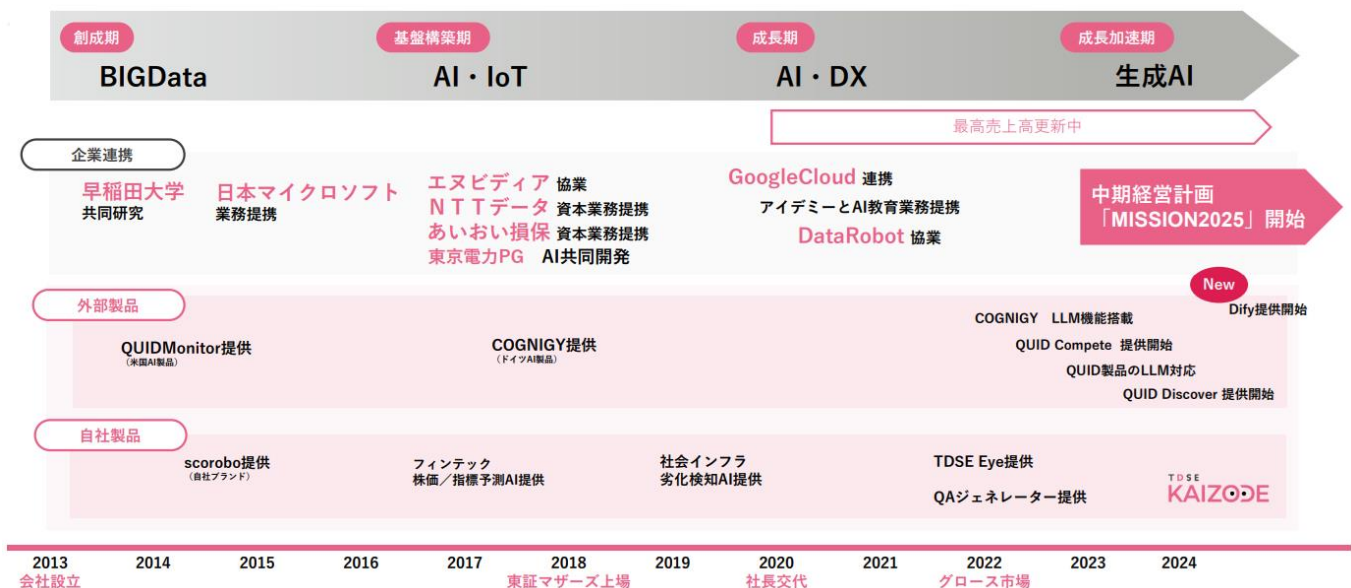 創成期
BIGData
基盤構築期
AI・IoT
成長期
AI・DX
成長加速期
生成AI
最高売上高更新中
企業連携
早稲田大学
共同研究
日本マイクロソフト
業務提携
エヌビディア 協業
NTTデータ 資本業務提携
あいおい損保 資本業務提携
東京電力PG AI共同開発
GoogleCloud 連携
アイデミーとAI教育業務提携
DataRobot 協業
中期経営計画
「MISSION2025」開始
外部製品
QUIDMonitor提供
（米国AI製品）
COGNIGY提供
（ドイツAI製品）
New
Dify提供開始
COGNIGY LLM機能搭載
QUID Compete 提供開始
QUID製品のLLM対応
QUID Discover 提供開始
自社製品
scorobo提供
（自社ブランド）
フィンテック
株価／指標予測AI提供
社会インフラ
劣化検知AI提供
TDSE Eye提供
QAジェネレーター提供
TDSE
KAIZODE
2013 2014 2015 2016 2017 2018 2019 2020 2021 2022 2023 2024
会社設立 東証マザーズ上場 社長交代 グロース市場